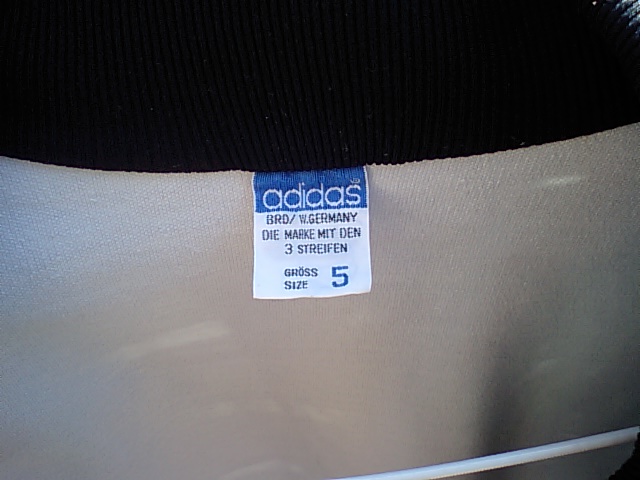 adidas
BRD/ W.GERMANY
DIE MARKE MIT DEN
3 STREIFEN
GRÖSS
SIZE 5